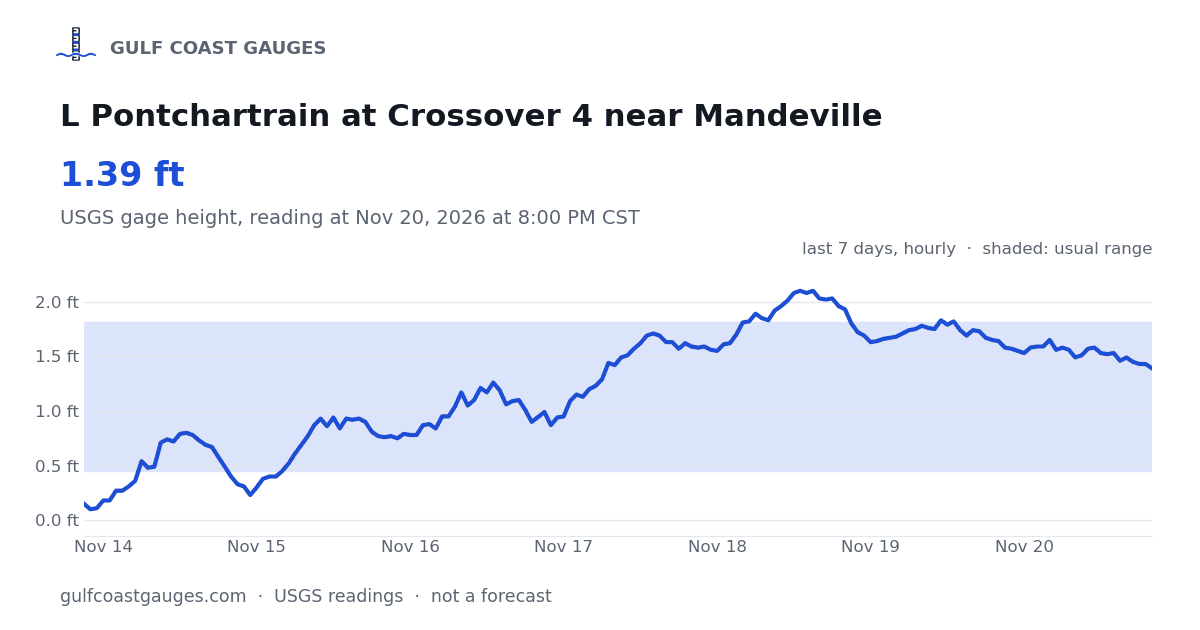 GULF COAST GAUGES
L Pontchartrain at Crossover 4 near Mandeville
1.39 ft
USGS gage height, reading at Nov 20, 2026 at 8:00 PM CST
last 7 days, hourly · shaded: usual range
2.0 ft
1.5 ft
1.0 ft
0.5 ft
0.0 ft
Nov 14 Nov 15 Nov 16 Nov 17 Nov 18 Nov 19 Nov 20
gulfcoastgauges.com · USGS readings · not a forecast